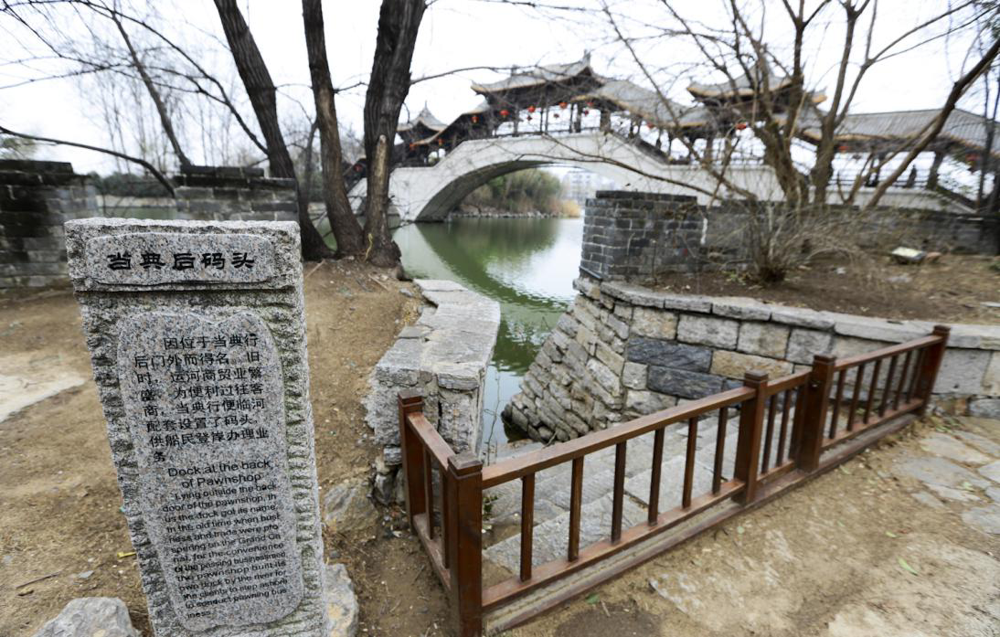 当典后码头
因位于当典行
后门外而得名。旧
时，运河商贸业繁
盛，为便利过往客
商，当典行便临河
配套设置了码头，
供船民登岸办理业
务。
Dock at the back
of Pawnshop
Lying outside the back
door of the pawnshop, th
us the dock got its name.
In the old time when busi
ness and trade were pro
spering on the Grand Ca
nal, for the convenience
of the passing businessmen,
the pawnshop built its
own dock by the river for
the clients to step ashore
to conduct pawning bus
iness.